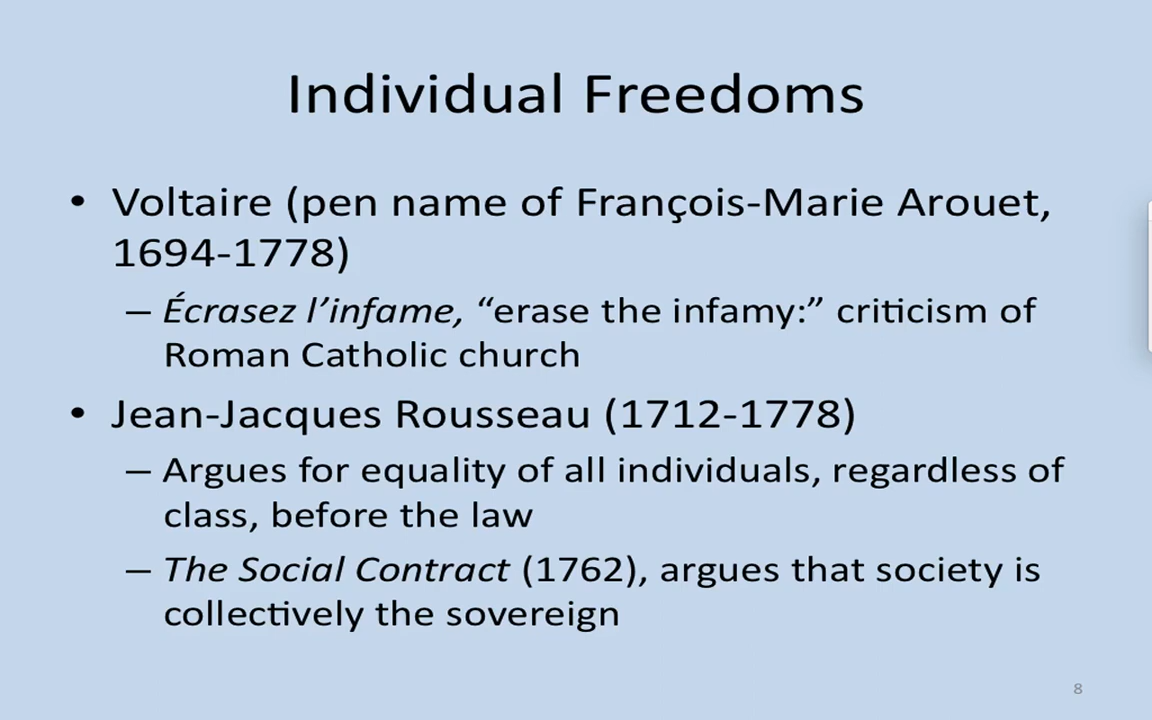 Individual Freedoms
• Voltaire (pen name of François-Marie Arouet,
1694-1778)
– Écrasez l’infame, “erase the infamy:” criticism of
Roman Catholic church
• Jean-Jacques Rousseau (1712-1778)
– Argues for equality of all individuals, regardless of
class, before the law
– The Social Contract (1762), argues that society is
collectively the sovereign
8